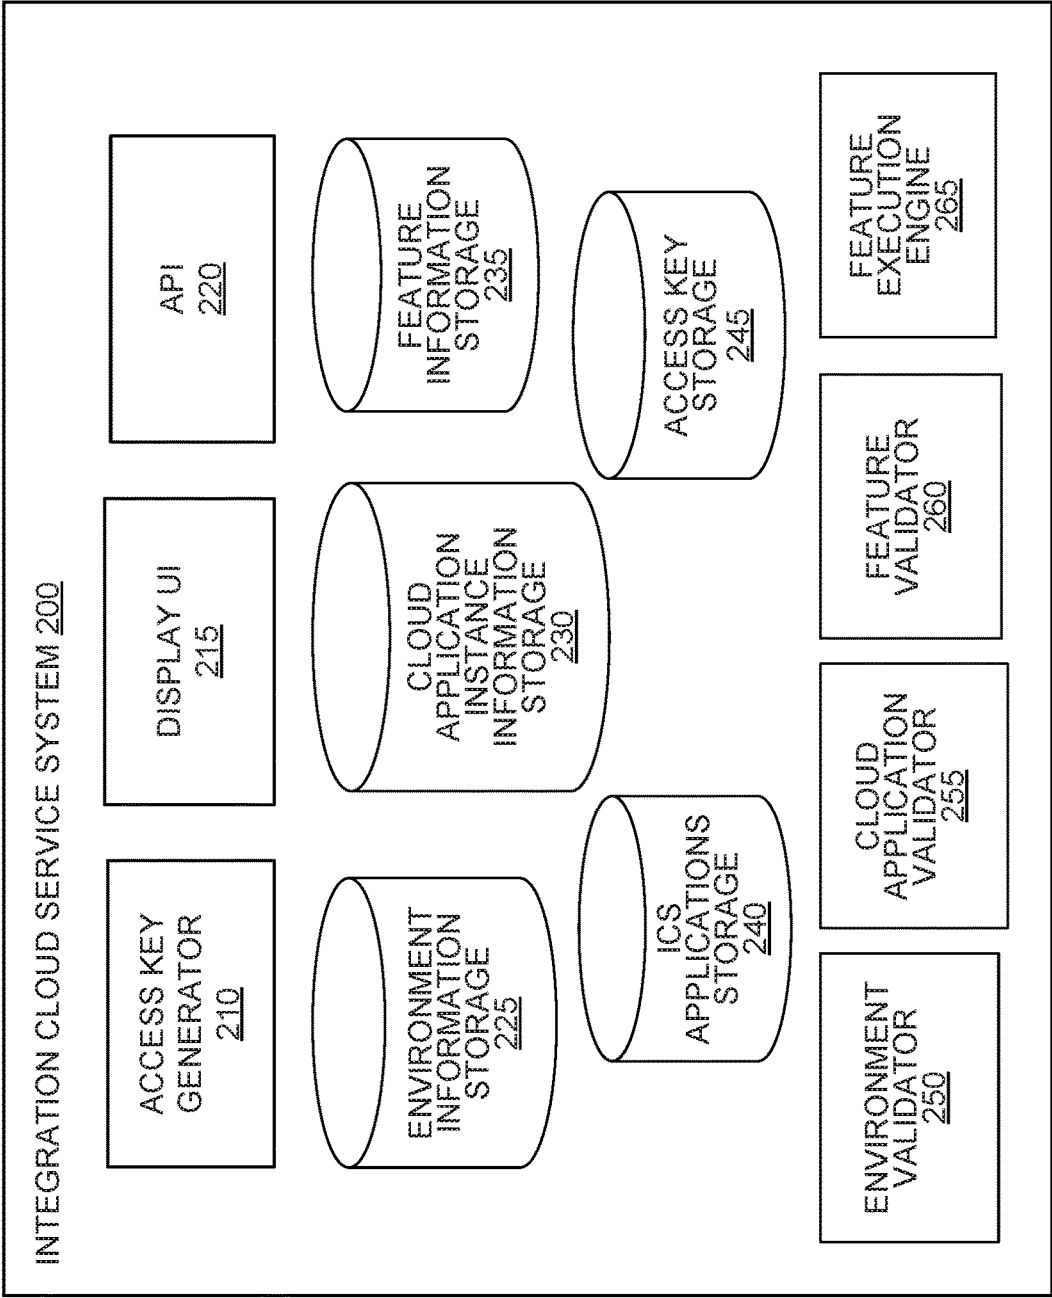 INTEGRATION CLOUD SERVICE SYSTEM 200
ACCESS KEY
GENERATOR
210
DISPLAY UI
215
API
220
ENVIRONMENT
INFORMATION
STORAGE
225
CLOUD
APPLICATION
INSTANCE
INFORMATION
STORAGE
230
FEATURE
INFORMATION
STORAGE
235
ICS
APPLICATIONS
STORAGE
240
ACCESS KEY
STORAGE
245
ENVIRONMENT
VALIDATOR
250
CLOUD
APPLICATION
VALIDATOR
255
FEATURE
VALIDATOR
260
FEATURE
EXECUTION
ENGINE
265